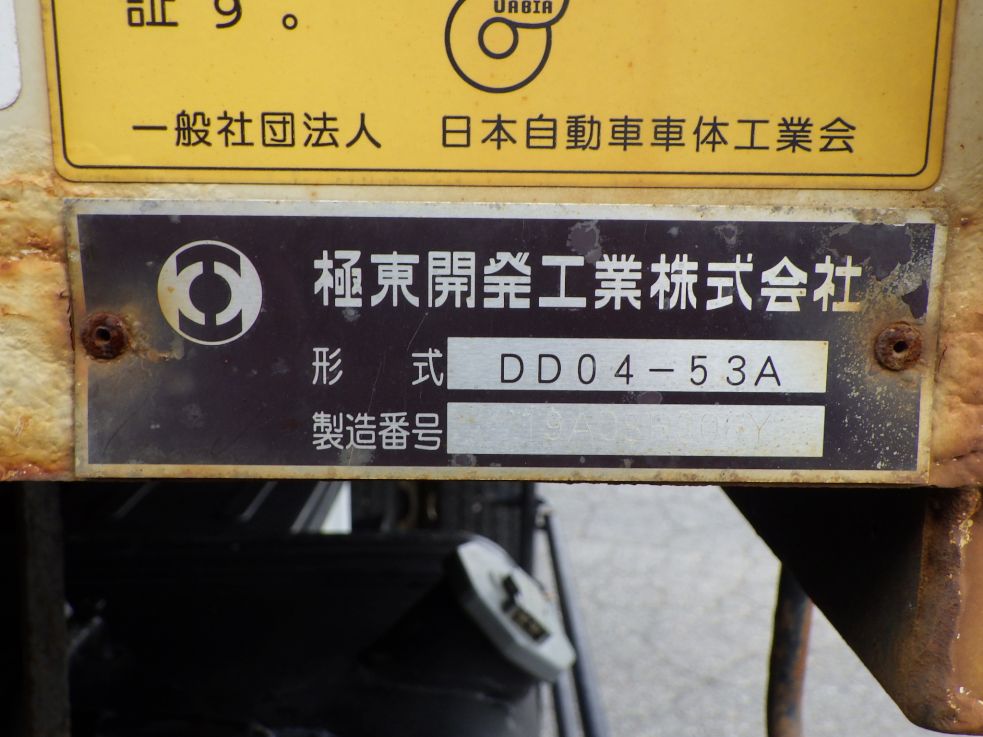 証す。
JABIA
一般社団法人 日本自動車車体工業会
極東開発工業株式会社
形 式 DD04-53A
製造番号